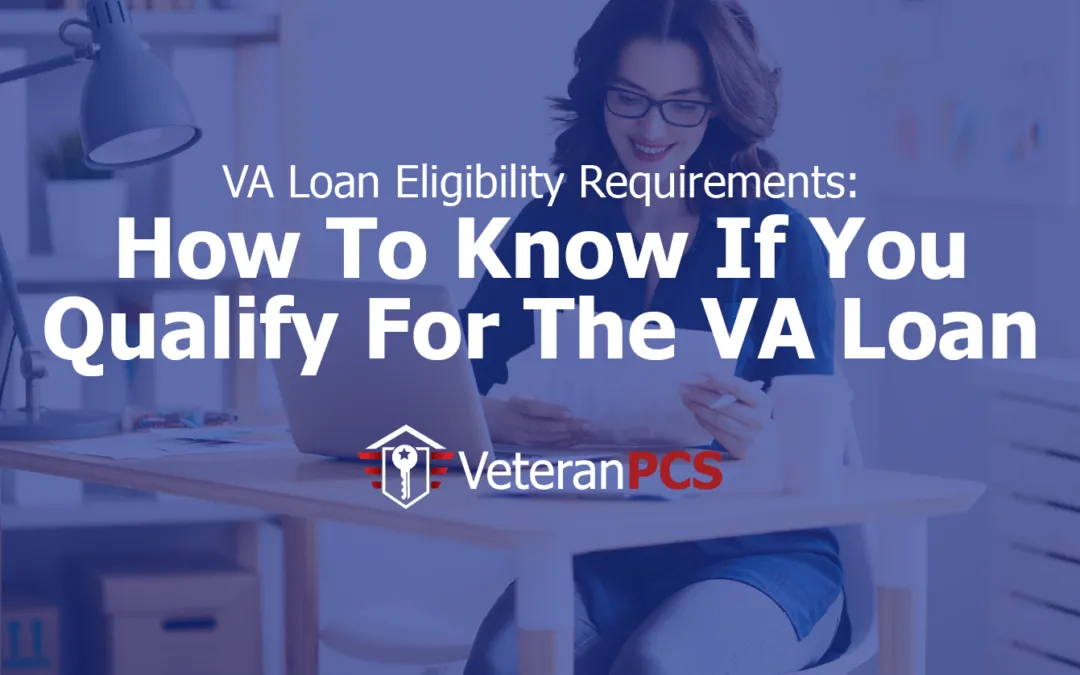 VA Loan Eligibility Requirements:
How To Know If You
Qualify For The VA Loan
VeteranPCS